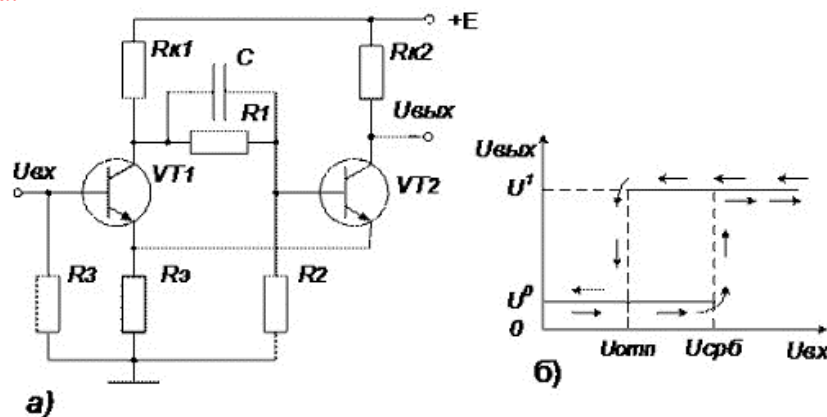 +E
Rк1
C
Rк2
R1
Uвых
Uвх
VT1
VT2
R3
Rэ
R2
а)
Uвых
U¹
U⁰
0
Uотп
Uсрб
Uвх
б)